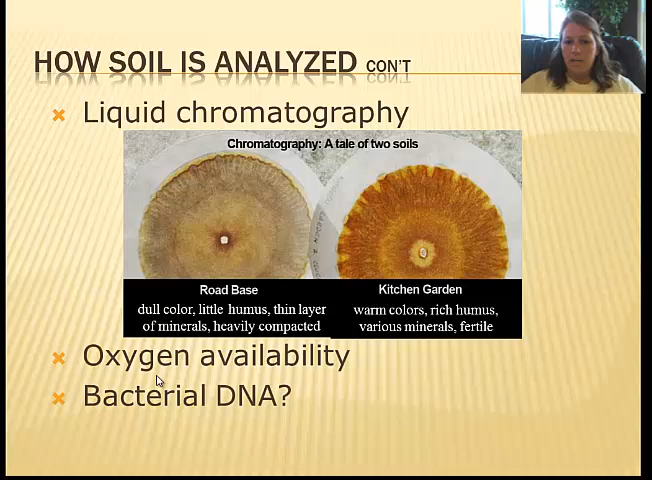 HOW SOIL IS ANALYZED CON'T
Liquid chromatography
Chromatography: A tale of two soils
Road Base
dull color, little humus, thin layer
of minerals, heavily compacted
Kitchen Garden
warm colors, rich humus,
various minerals, fertile
Oxygen availability
Bacterial DNA?